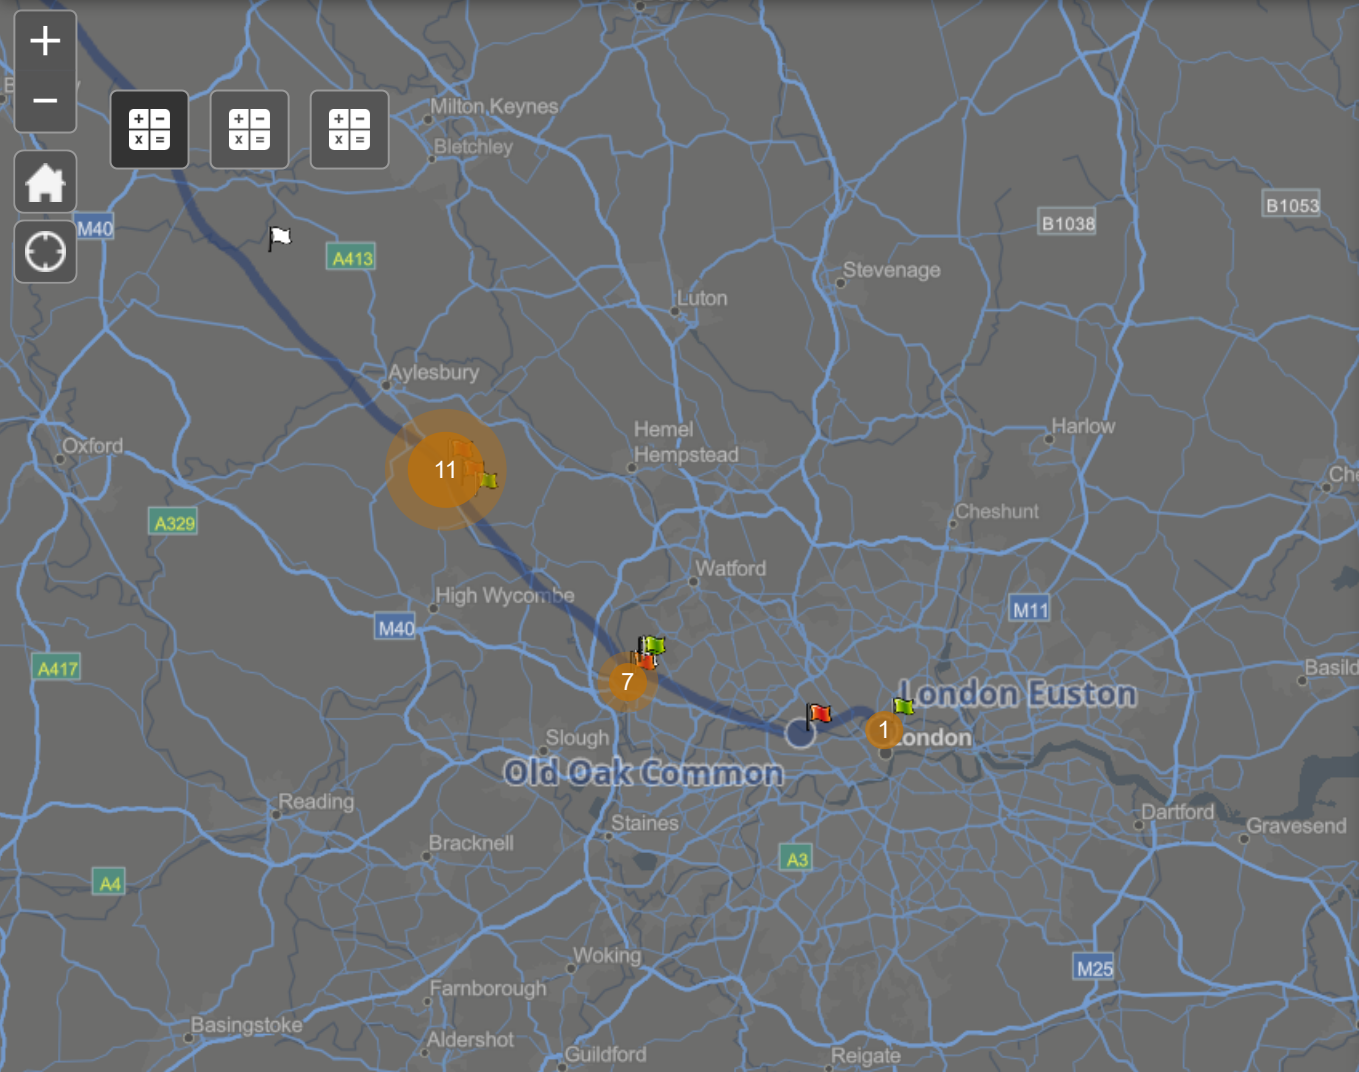 +
−
+ −
x =
+ −
x =
+ −
x =
Milton Keynes
Bletchley
B1053
B1038
M40
A413
Stevenage
Luton
Aylesbury
Harlow
Hemel
Hempstead
Oxford
11
Che
A329
Cheshunt
Watford
High Wycombe
M11
M40
A417
Basild
7
London Euston
1
London
Slough
Old Oak Common
Reading
Dartford
Staines
Gravesend
Bracknell
A3
A4
Woking
M25
Farnborough
Basingstoke
Aldershot
Guildford
Reigate